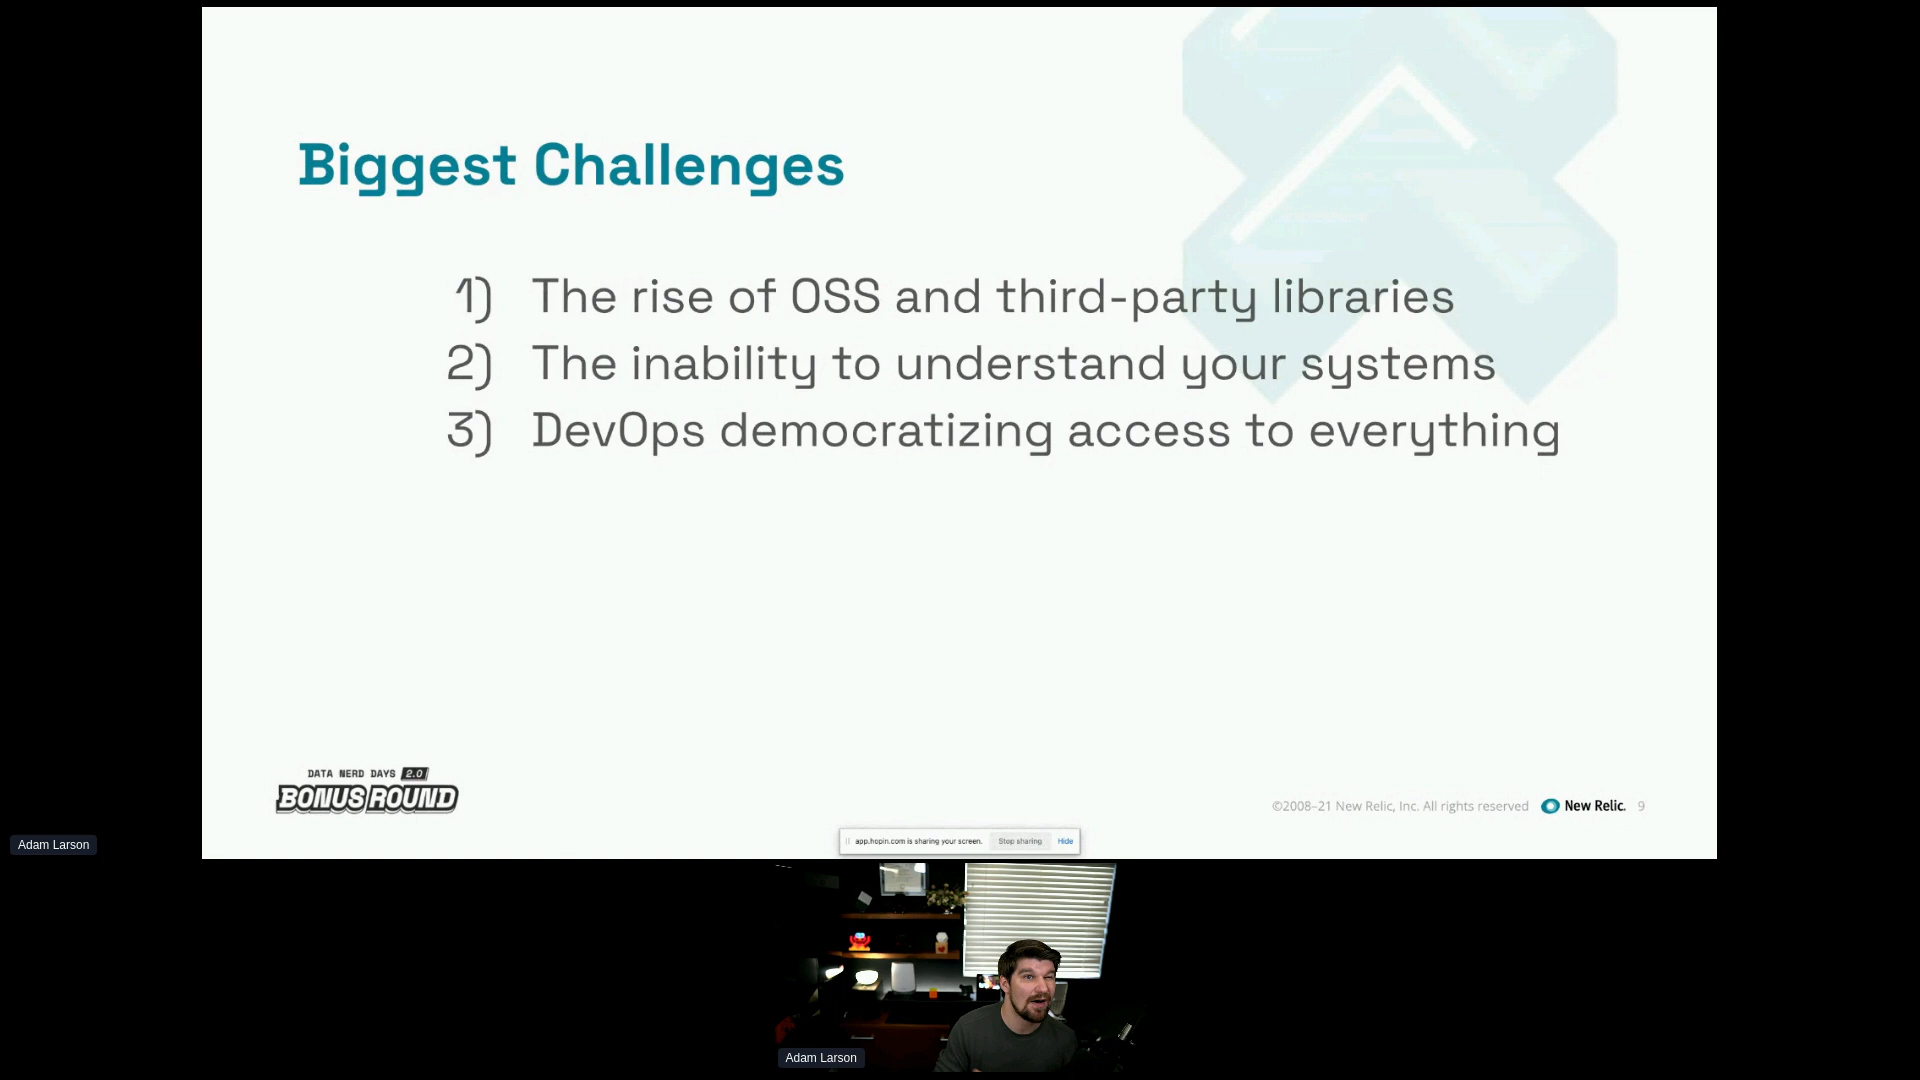 Biggest Challenges
1) The rise of OSS and third-party libraries
2) The inability to understand your systems
3) DevOps democratizing access to everything
DATA NERD DAYS 2.0
BONUS ROUND
©2008–21 New Relic, Inc. All rights reserved New Relic. 9
Adam Larson
app.hopin.com is sharing your screen. Stop sharing Hide
Adam Larson